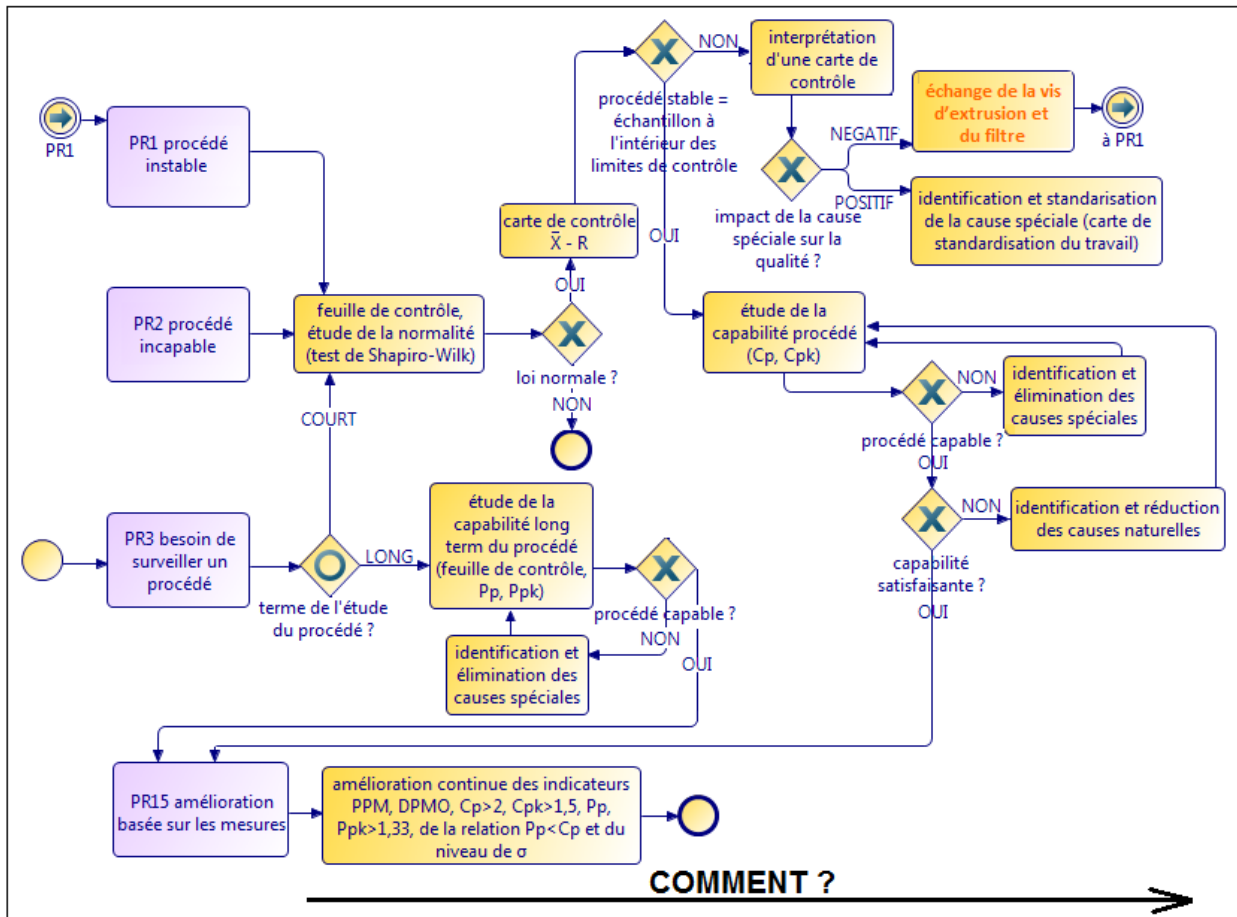 NON
interprétation
d'une carte de
contrôle
procédé stable =
échantillon à
l'intérieur des
limites de contrôle
échange de la vis
d'extrusion et
du filtre
à PR1
NEGATIF
POSITIF
impact de la cause
spéciale sur la
qualité ?
identification et standarisation
de la cause spéciale (carte de
standardisation du travail)
PR1
PR1 procédé
instable
carte de contrôle
X̄ - R
OUI
OUI
PR2 procédé
incapable
feuille de contrôle,
étude de la normalité
(test de Shapiro-Wilk)
loi normale ?
NON
COURT
étude de la
capabilité procédé
(Cp, Cpk)
NON
identification et
élimination des
causes spéciales
procédé capable ?
OUI
NON
identification et réduction
des causes naturelles
capabilité
satisfaisante ?
OUI
PR3 besoin de
surveiller un
procédé
LONG
terme de l'étude
du procédé ?
étude de la
capabilité long
term du procédé
(feuille de contrôle,
Pp, Ppk)
procédé capable ?
NON
OUI
identification et
élimination des
causes spéciales
PR15 amélioration
basée sur les mesures
amélioration continue des indicateurs
PPM, DPMO, Cp>2, Cpk>1,5, Pp,
Ppk>1,33, de la relation Pp<Cp et du
niveau de σ
COMMENT ?